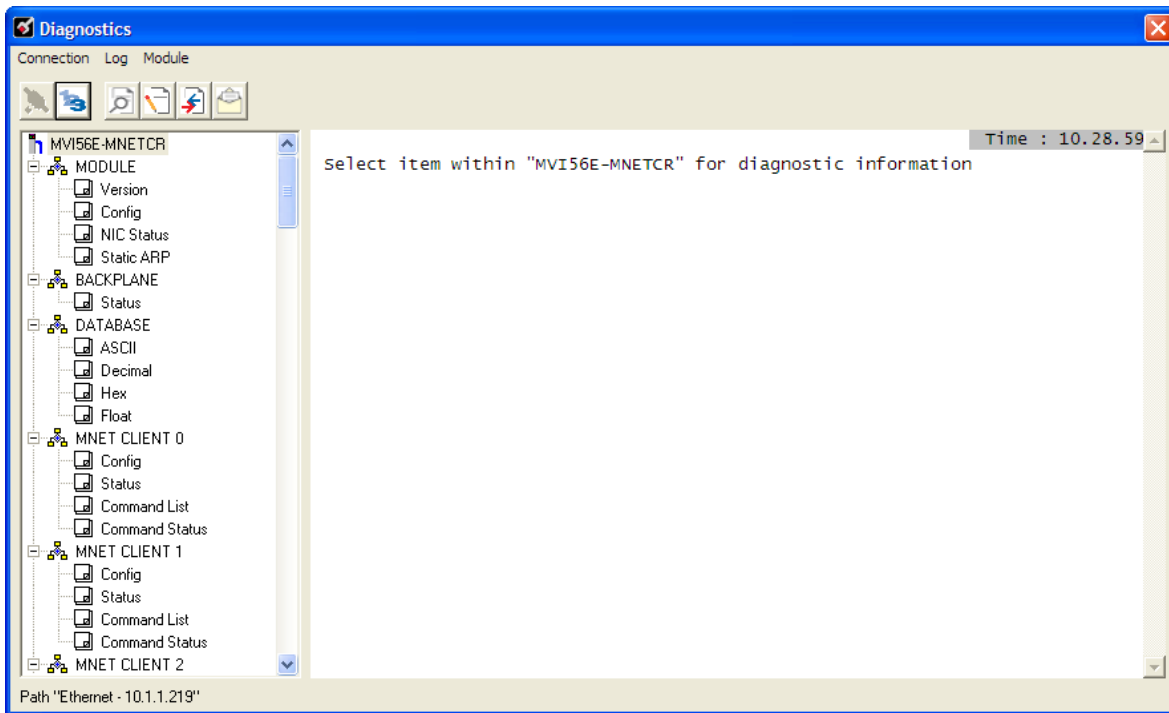 Diagnostics
Connection Log Module
MVI56E-MNETCR
MODULE
Version
Config
NIC Status
Static ARP
BACKPLANE
Status
DATABASE
ASCII
Decimal
Hex
Float
MNET CLIENT 0
Config
Status
Command List
Command Status
MNET CLIENT 1
Config
Status
Command List
Command Status
MNET CLIENT 2
Time : 10.28.59
Select item within "MVI56E-MNETCR" for diagnostic information
Path "Ethernet - 10.1.1.219"